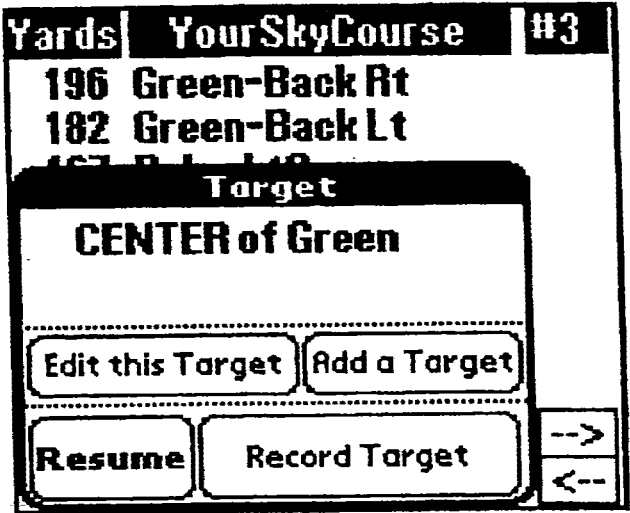 Yards YourSkyCourse #3
196 Green-Back Rt
182 Green-Back Lt
Target
CENTER of Green
Edit this Target Add a Target
Resume Record Target
-->
<--